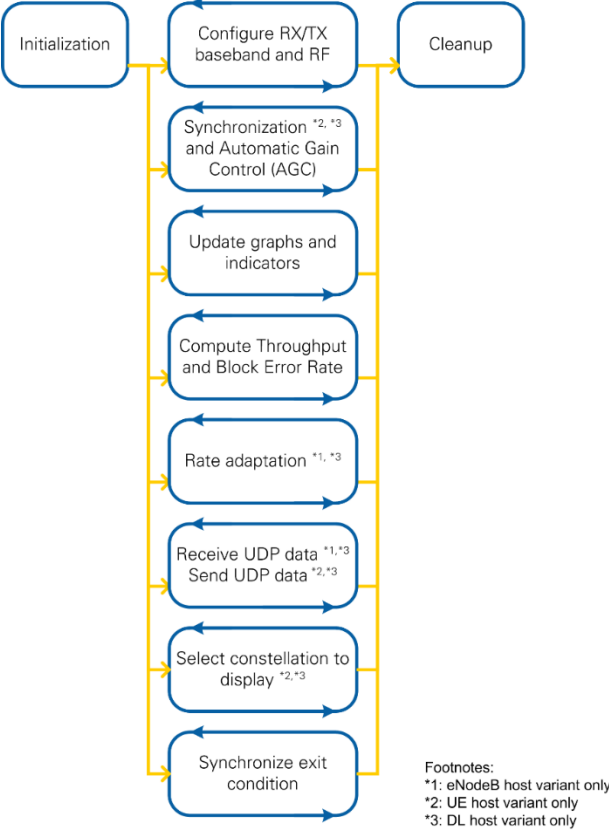 Initialization
Configure RX/TX
baseband and RF
Cleanup
Synchronization *2, *3
and Automatic Gain
Control (AGC)
Update graphs and
indicators
Compute Throughput
and Block Error Rate
Rate adaptation *1, *3
Receive UDP data *1,*3
Send UDP data *2,*3
Select constellation to
display *2,*3
Synchronize exit
condition
Footnotes:
*1: eNodeB host variant only
*2: UE host variant only
*3: DL host variant only